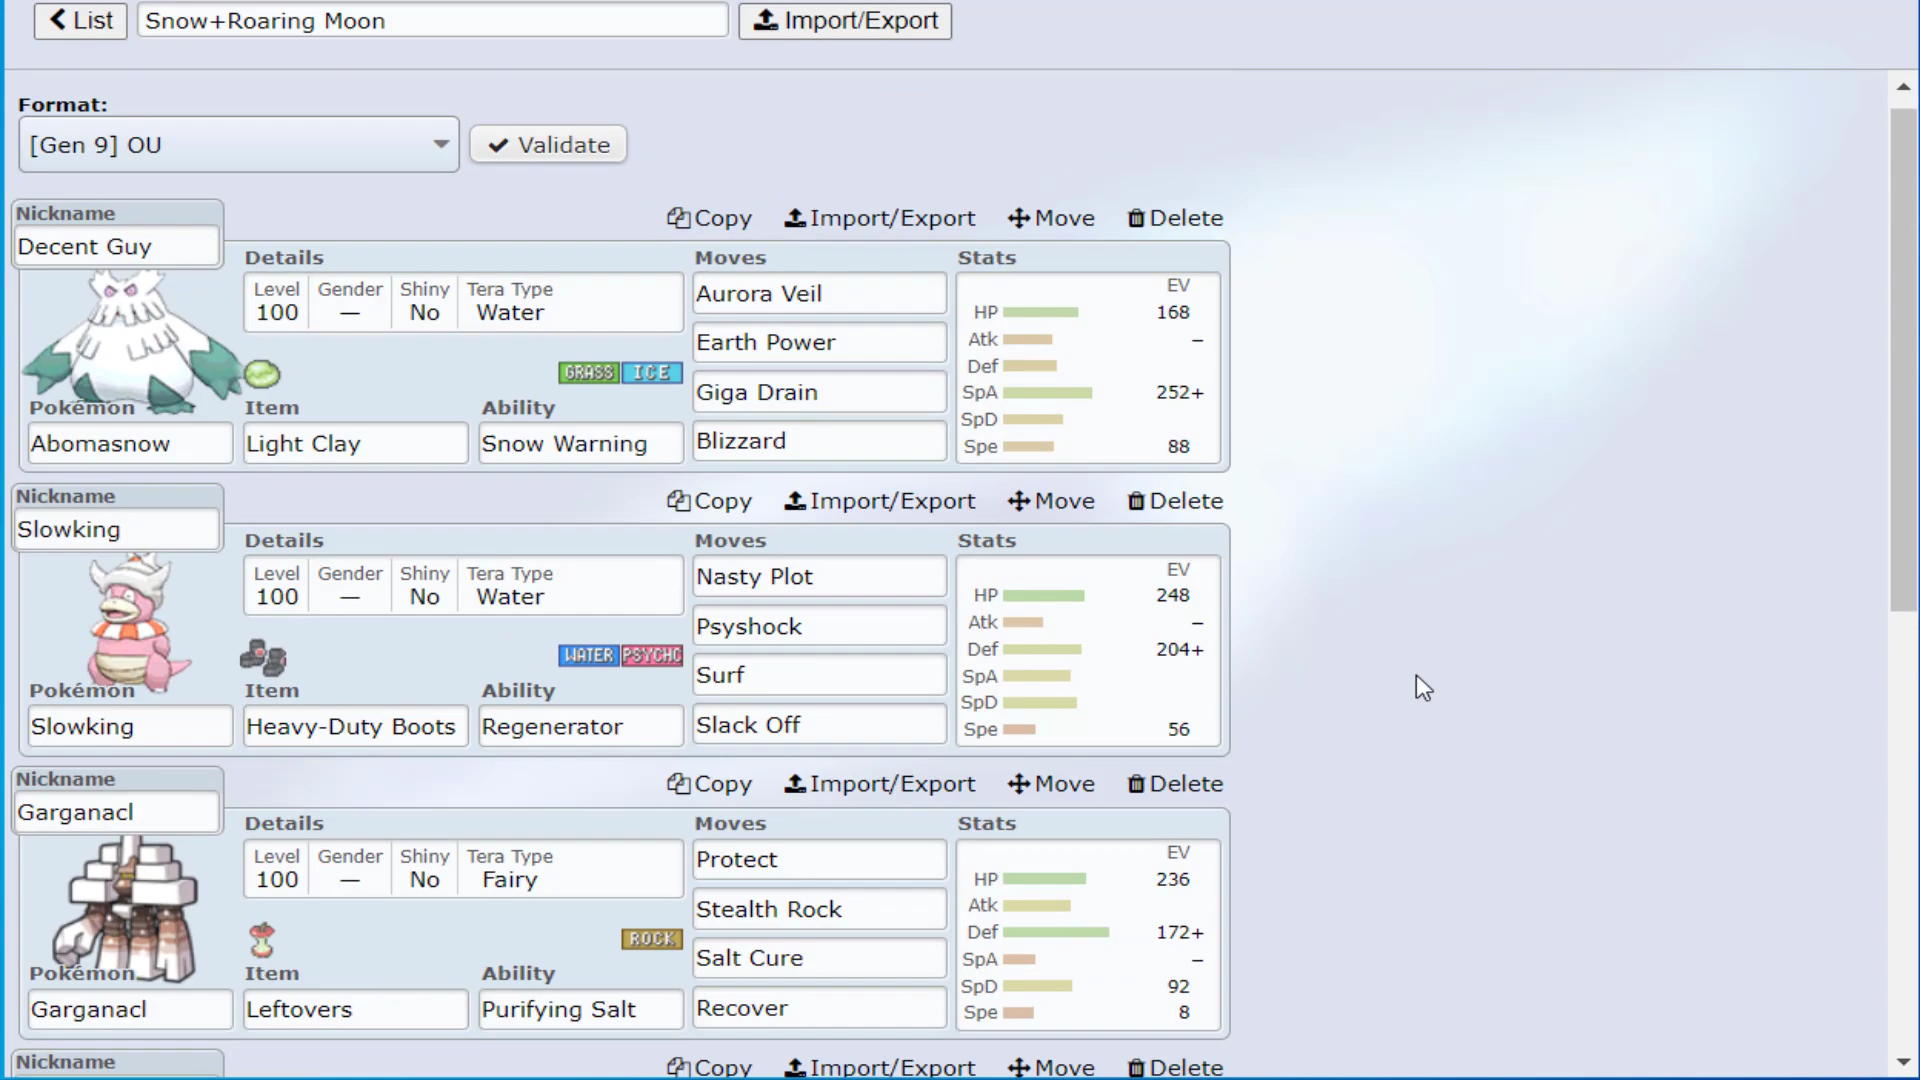 List
Snow+Roaring Moon
Import/Export
Format:
[Gen 9] OU
Validate
Nickname
Decent Guy
Copy Import/Export Move Delete
Details
Level Gender Shiny Tera Type
100 — No Water
GRASS ICE
Pokémon Item Ability
Abomasnow Light Clay Snow Warning
Moves
Aurora Veil
Earth Power
Giga Drain
Blizzard
Stats
EV
HP 168
Atk –
Def
SpA 252+
SpD
Spe 88
Nickname
Slowking
Copy Import/Export Move Delete
Details
Level Gender Shiny Tera Type
100 — No Water
WATER PSYCHC
Pokémon Item Ability
Slowking Heavy-Duty Boots Regenerator
Moves
Nasty Plot
Psyshock
Surf
Slack Off
Stats
EV
HP 248
Atk –
Def 204+
SpA
SpD
Spe 56
Nickname
Garganacl
Copy Import/Export Move Delete
Details
Level Gender Shiny Tera Type
100 — No Fairy
ROCK
Pokémon Item Ability
Garganacl Leftovers Purifying Salt
Moves
Protect
Stealth Rock
Salt Cure
Recover
Stats
EV
HP 236
Atk
Def 172+
SpA –
SpD 92
Spe 8
Nickname
Copy Import/Export Move Delete